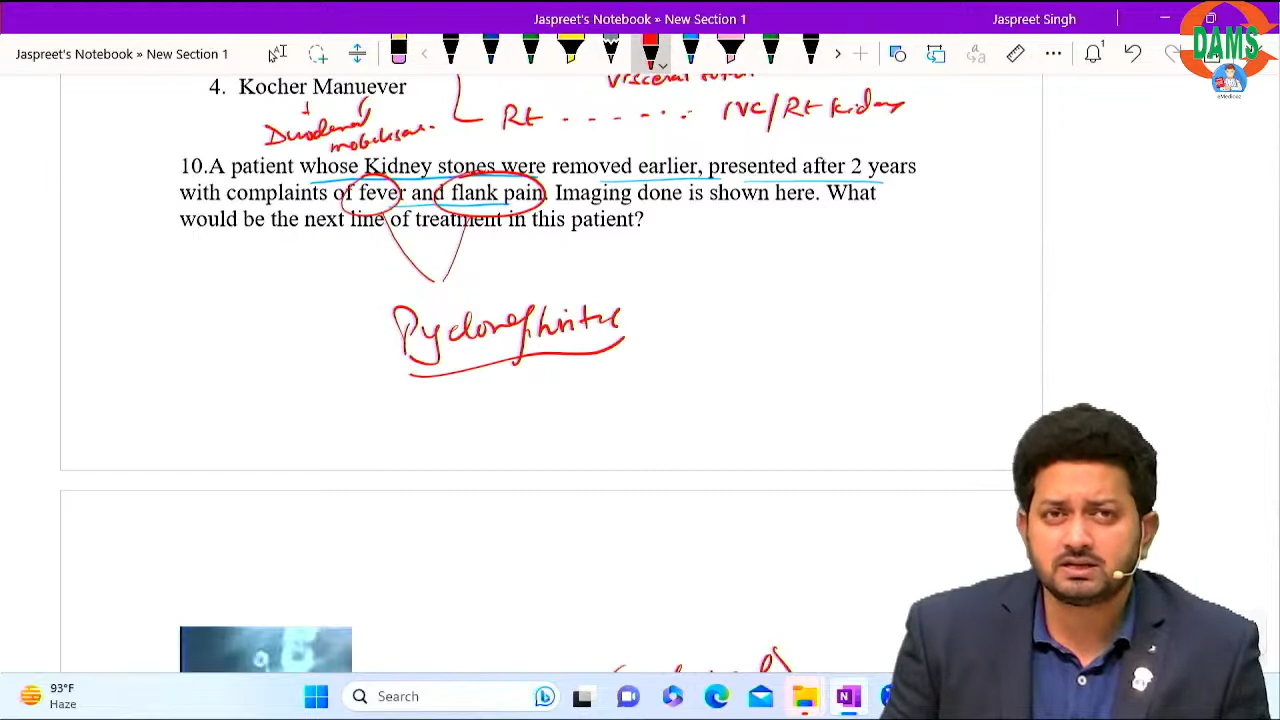 Jaspreet's Notebook » New Section 1
Jaspreet Singh
Jaspreet's Notebook » New Section 1
DAMS
eMedicoz
4. Kocher Manuever
visceral
Rt IVC/Rt Kidney
Duodenal
10.A patient whose Kidney stones were removed earlier, presented after 2 years
with complaints of fever and flank pain. Imaging done is shown here. What
would be the next line of treatment in this patient?
93°F
Haze
Search